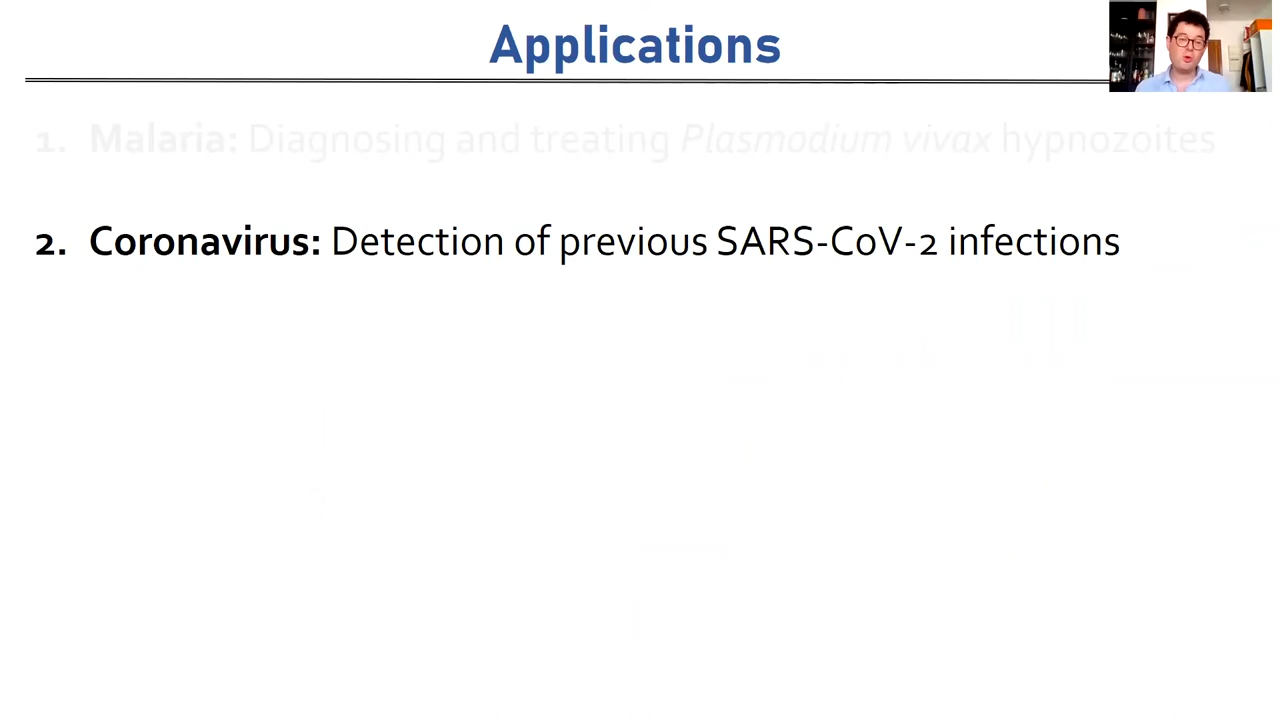 Applications
1. Malaria: Diagnosing and treating Plasmodium vivax hypnozoites
2. Coronavirus: Detection of previous SARS-CoV-2 infections